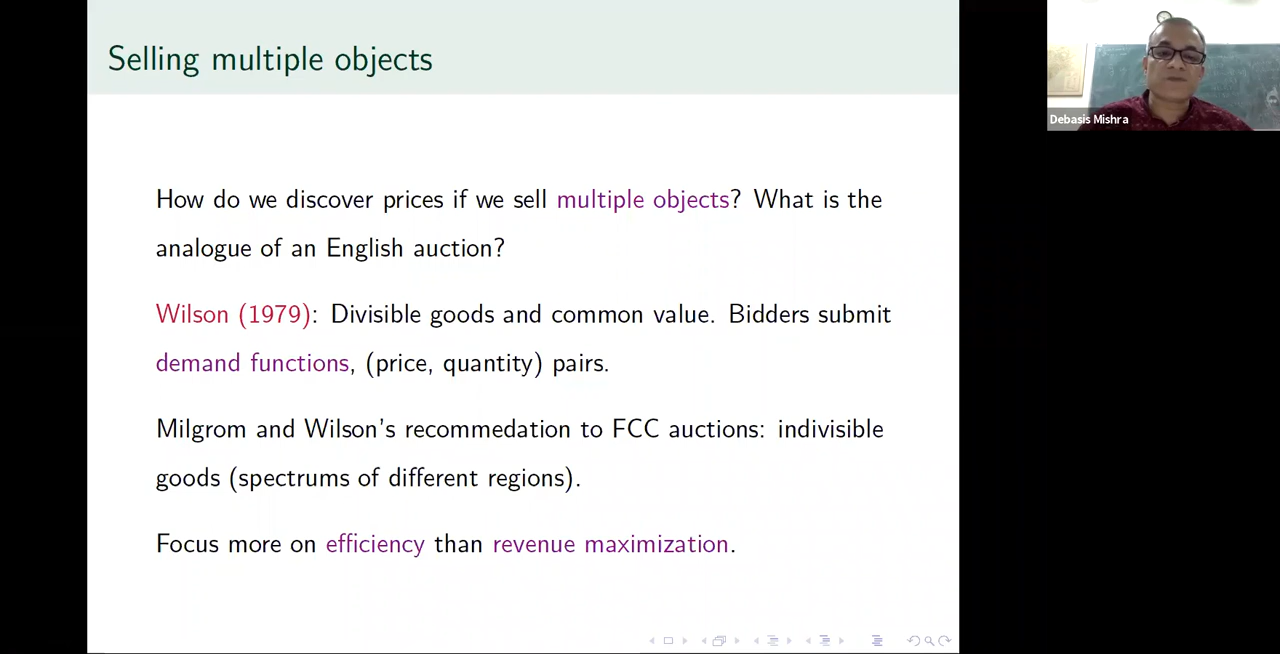 Selling multiple objects
How do we discover prices if we sell multiple objects? What is the
analogue of an English auction?
Wilson (1979): Divisible goods and common value. Bidders submit
demand functions, (price, quantity) pairs.
Milgrom and Wilson's recommedation to FCC auctions: indivisible
goods (spectrums of different regions).
Focus more on efficiency than revenue maximization.
Debasis Mishra